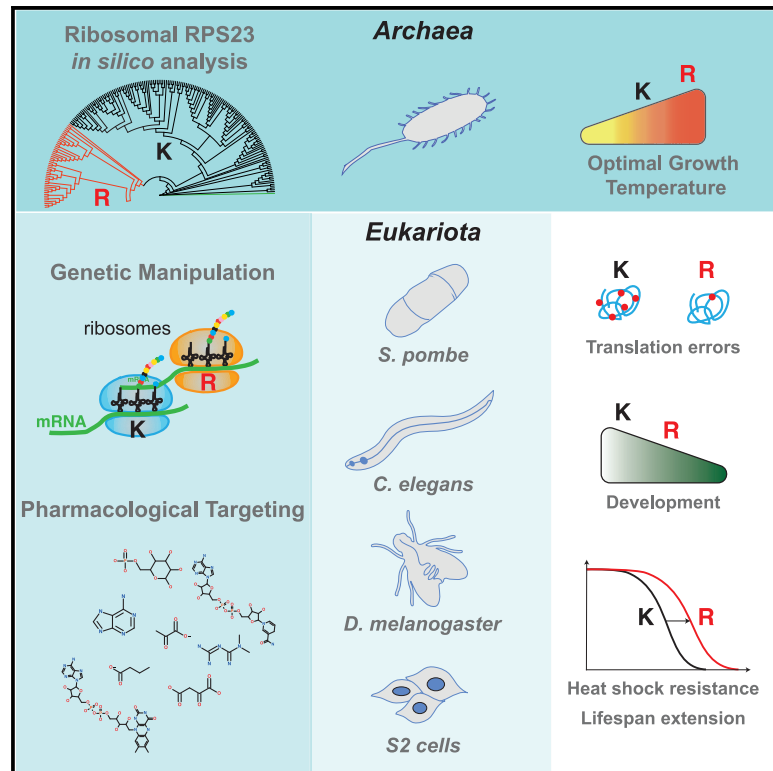 Ribosomal RPS23
in silico analysis
K
R
Archaea
K
R
Optimal Growth
Temperature
Genetic Manipulation
ribosomes
R
mRNA
mRNA
K
Pharmacological Targeting
Eukariota
S. pombe
C. elegans
D. melanogaster
S2 cells
K
R
Translation errors
K
R
Development
K
R
Heat shock resistance
Lifespan extension